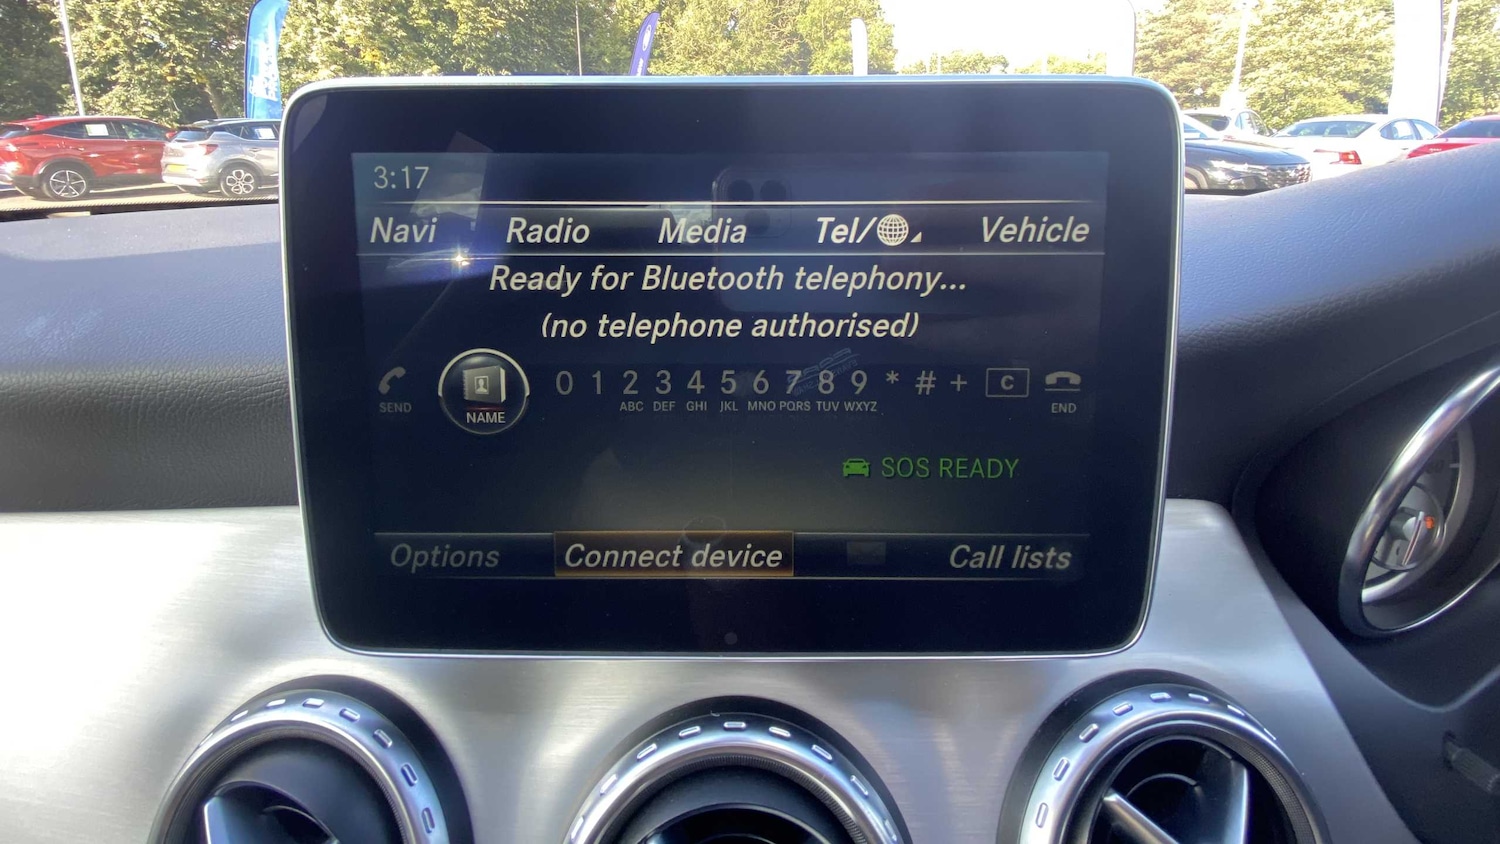 3:17
Navi Radio Media Tel/ Vehicle
Ready for Bluetooth telephony...
(no telephone authorised)
0 1 2 3 4 5 6 7 8 9 * # + C
SEND NAME ABC DEF GHI JKL MNO PQRS TUV WXYZ END
SOS READY
Options Connect device Call lists